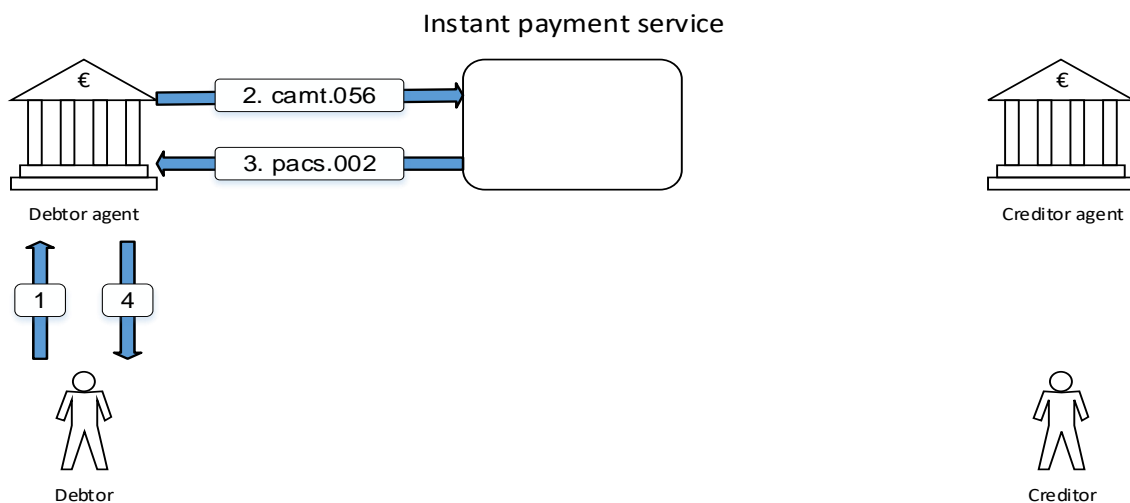 Instant payment service
€
€
2. camt.056
3. pacs.002
Debtor agent
Creditor agent
1
4
Debtor
Creditor